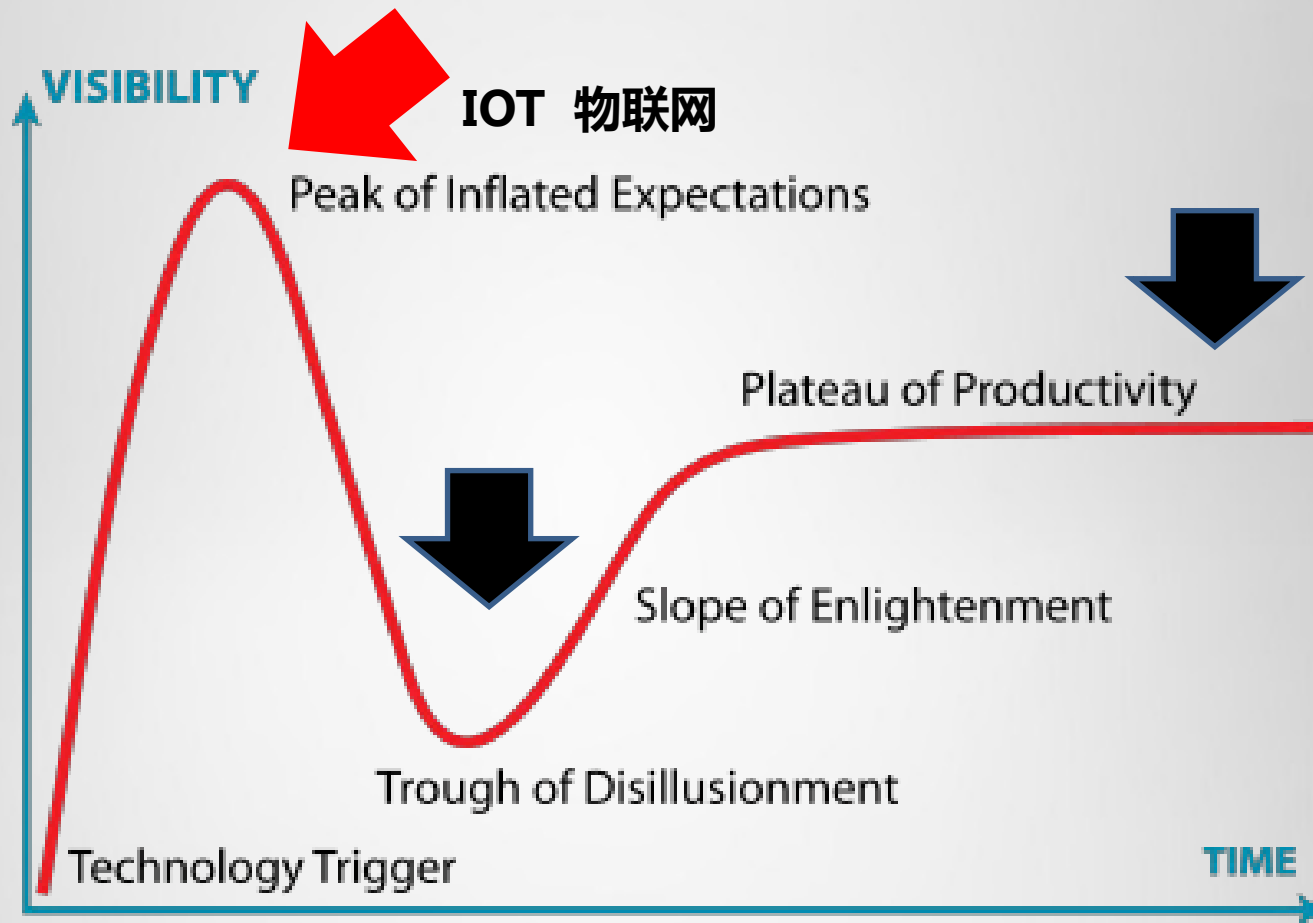 VISIBILITY
IOT 物联网
Peak of Inflated Expectations
Plateau of Productivity
Slope of Enlightenment
Trough of Disillusionment
Technology Trigger
TIME